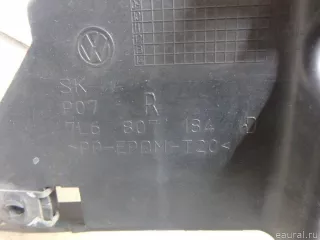 SK
P07 R
7L6 807 184 D
>PP-EPDM-T20<
eaural.ru